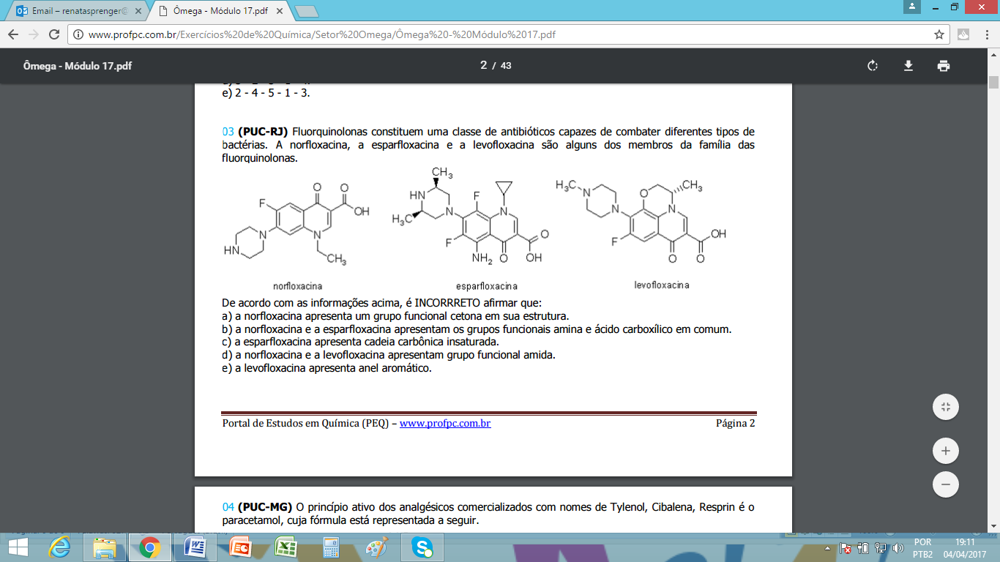 Email – renatasprenger@
Ômega - Módulo 17.pdf
www.profpc.com.br/Exercícios%20de%20Química/Setor%20Omega/Ômega%20-%20Módulo%2017.pdf
Ômega - Módulo 17.pdf
2 / 43
e) 2 - 4 - 5 - 1 - 3.
03 (PUC-RJ) Fluorquinolonas constituem uma classe de antibióticos capazes de combater diferentes tipos de
bactérias. A norfloxacina, a esparfloxacina e a levofloxacina são alguns dos membros da família das
fluorquinolonas.
F O O OH N HN N CH3
CH3 HN H3C N F F N NH2 O O OH
H3C N N O CH3 N F O O OH
norfloxacina
esparfloxacina
levofloxacina
De acordo com as informações acima, é INCORRRETO afirmar que:
a) a norfloxacina apresenta um grupo funcional cetona em sua estrutura.
b) a norfloxacina e a esparfloxacina apresentam os grupos funcionais amina e ácido carboxílico em comum.
c) a esparfloxacina apresenta cadeia carbônica insaturada.
d) a norfloxacina e a levofloxacina apresentam grupo funcional amida.
e) a levofloxacina apresenta anel aromático.
Portal de Estudos em Química (PEQ) – www.profpc.com.br Página 2
04 (PUC-MG) O princípio ativo dos analgésicos comercializados com nomes de Tylenol, Cibalena, Resprin é o
paracetamol, cuja fórmula está representada a seguir.
POR
PTB2
19:11
04/04/2017